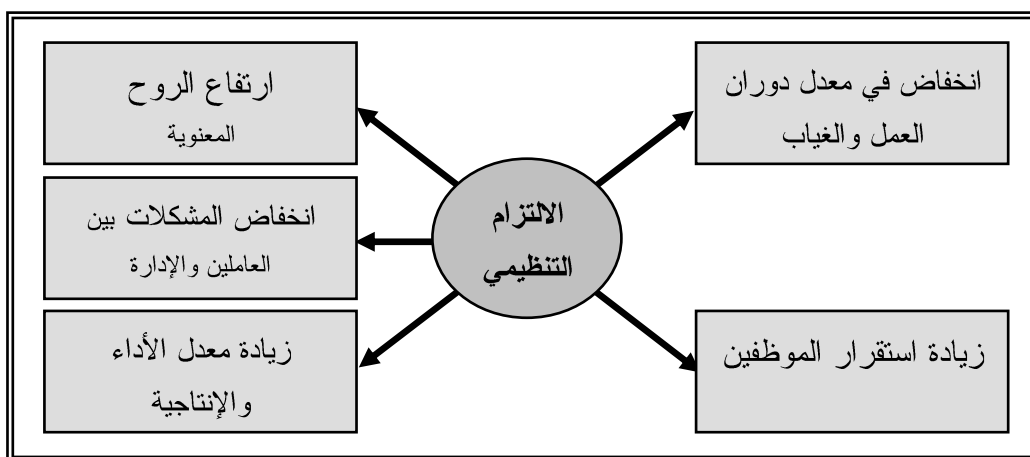 انخفاض في معدل دوران
العمل والغياب
ارتفاع الروح
المعنوية
الالتزام
التنظيمي
انخفاض المشكلات بين
العاملين والإدارة
زيادة استقرار الموظفين
زيادة معدل الأداء
والإنتاجية